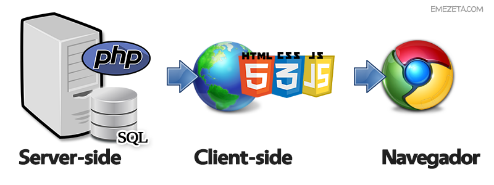 EMEZETA.COM
php
SQL
HTML CSS JS
5 3 JS
Server-side
Client-side
Navegador